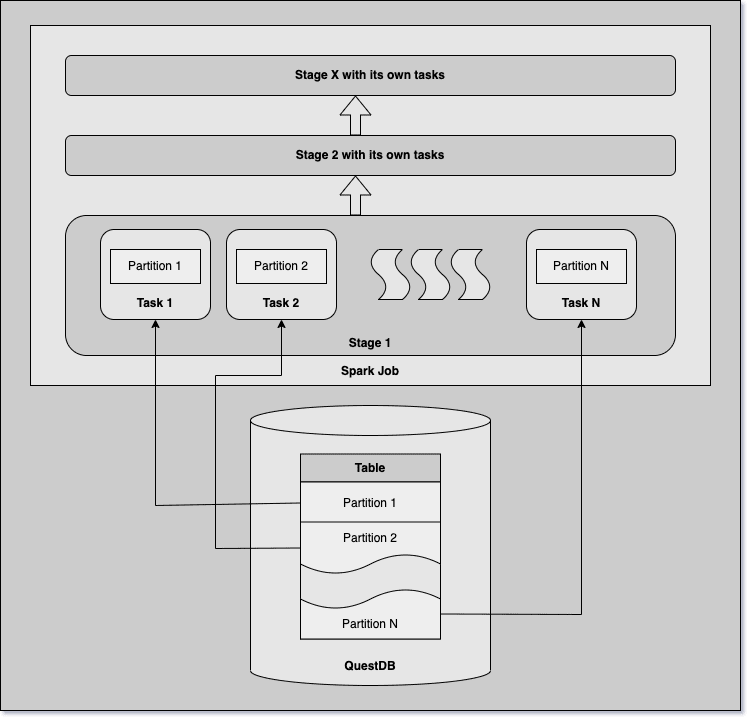 Stage X with its own tasks
Stage 2 with its own tasks
Partition 1
Partition 2
Partition N
Task 1
Task 2
Task N
Stage 1
Spark Job
Table
Partition 1
Partition 2
Partition N
QuestDB